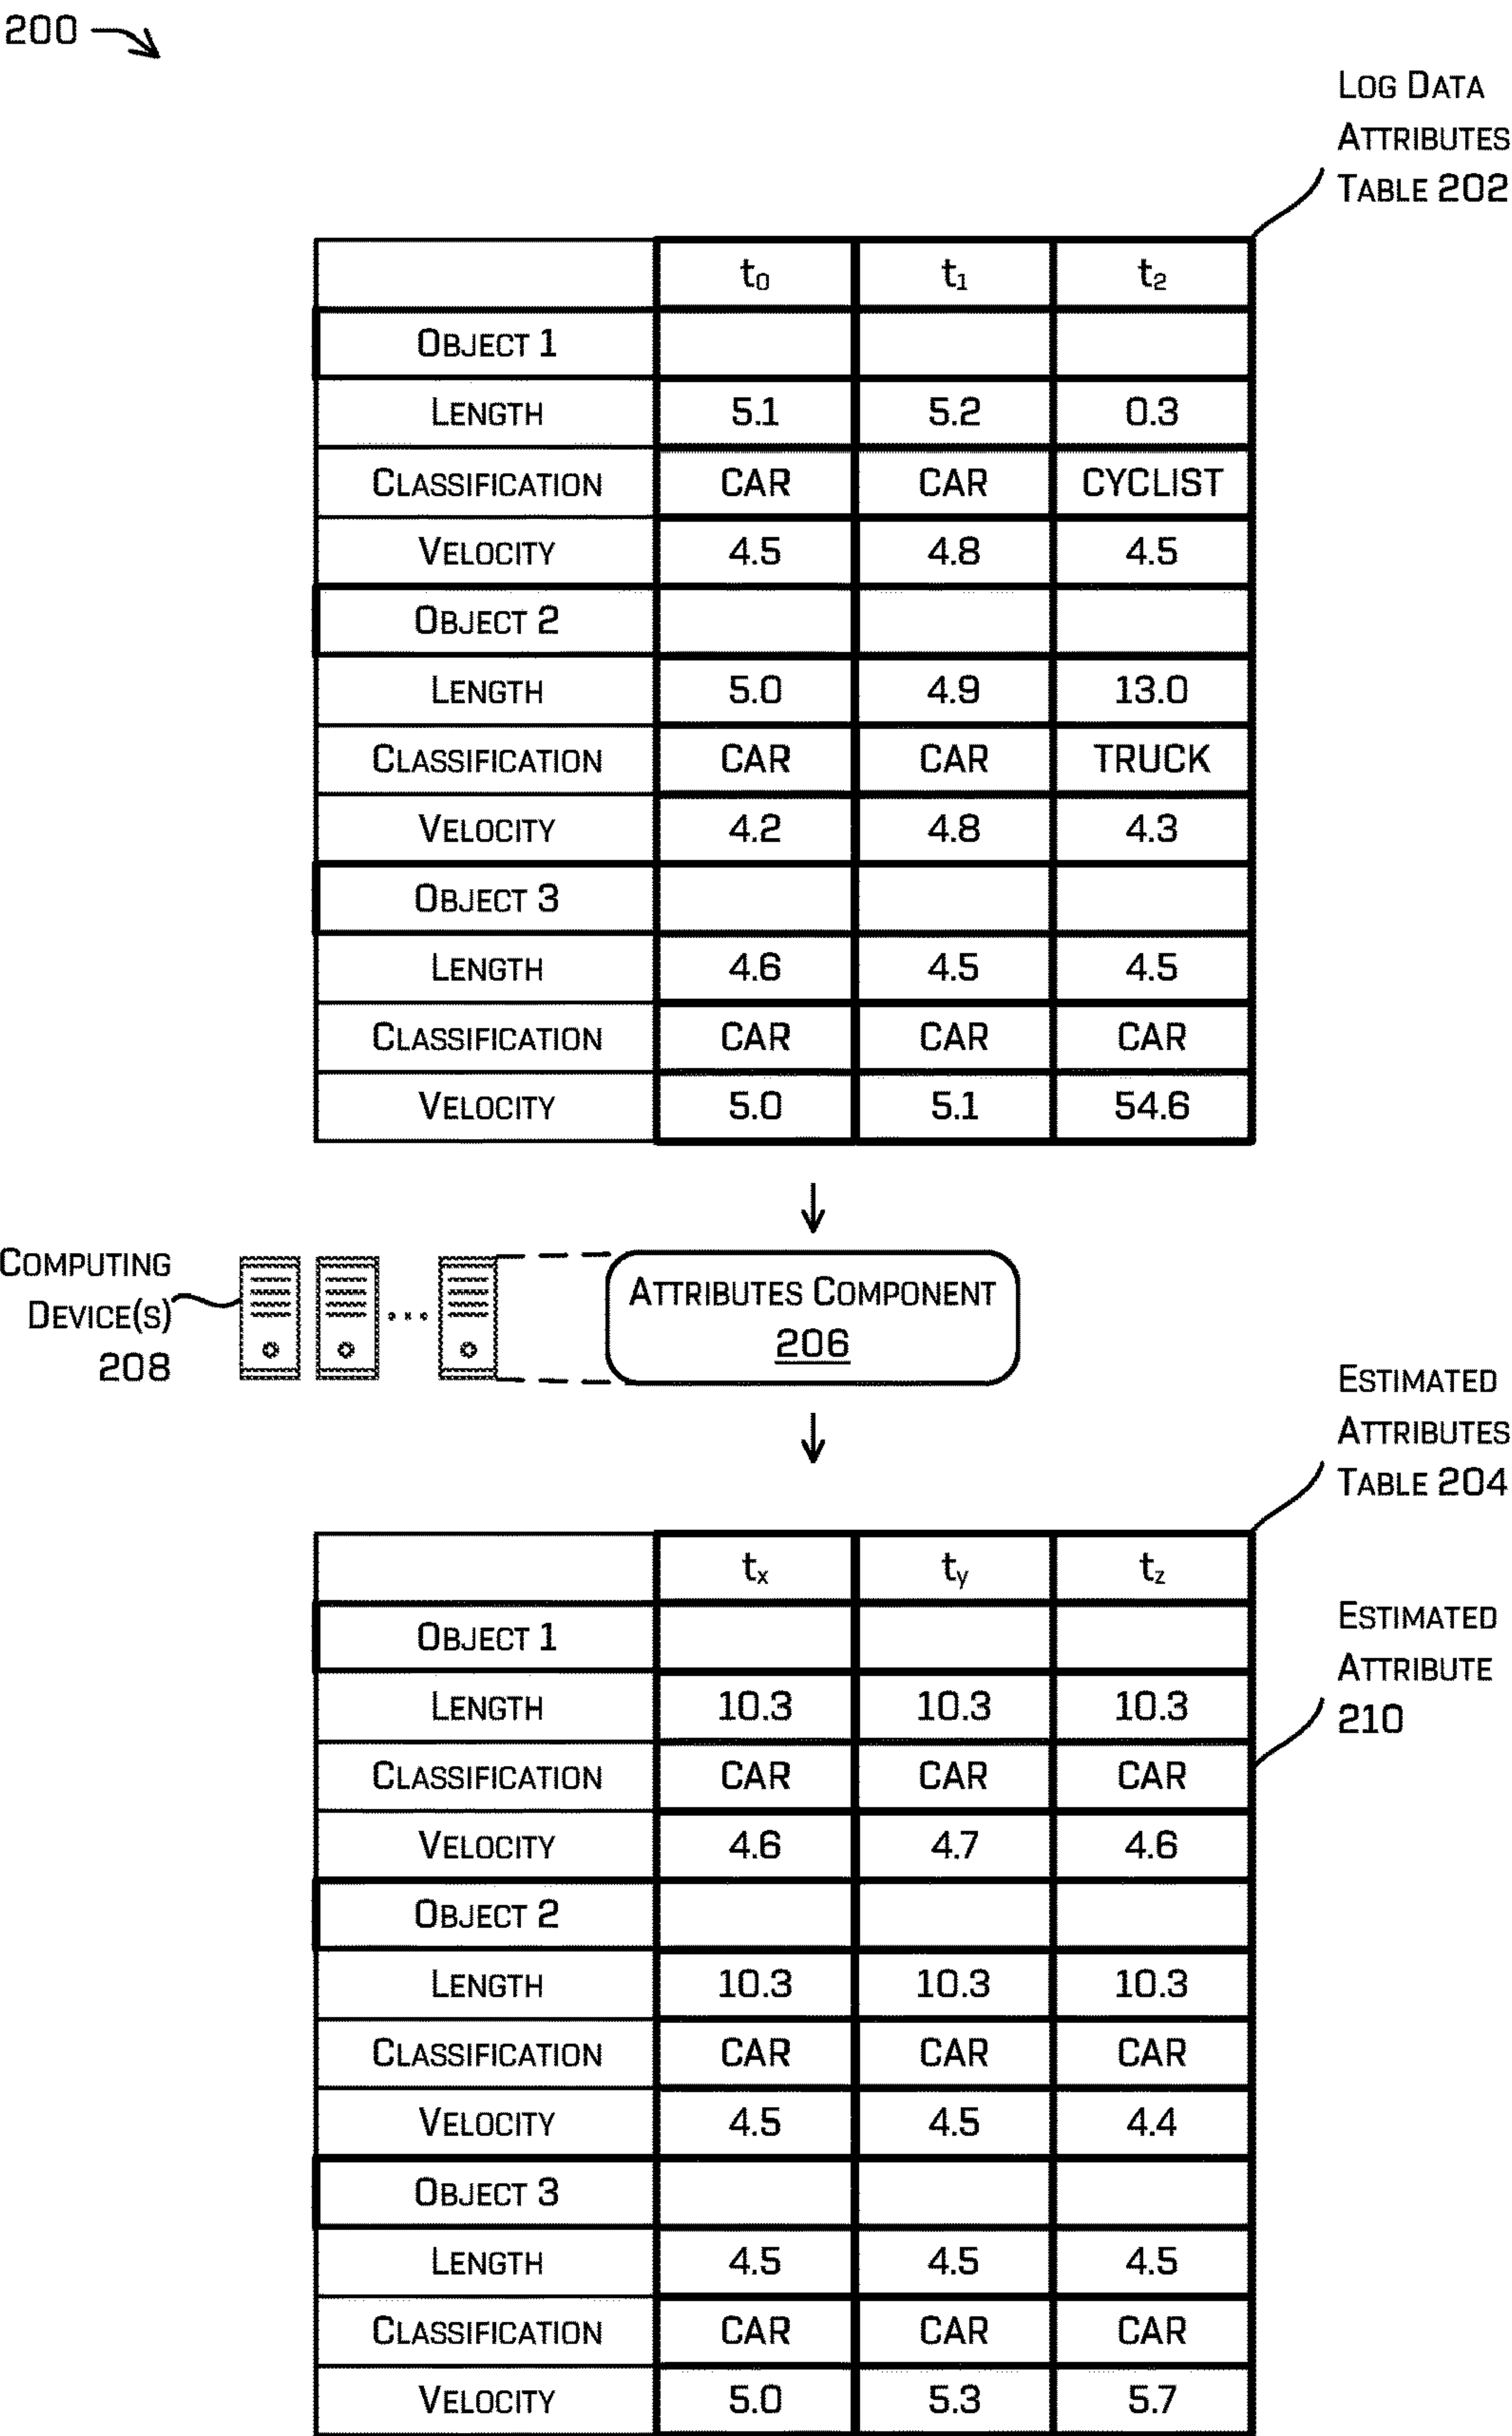 200
LOG DATA
ATTRIBUTES
TABLE 202
t₀ t₁ t₂
OBJECT 1
LENGTH 5.1 5.2 0.3
CLASSIFICATION CAR CAR CYCLIST
VELOCITY 4.5 4.8 4.5
OBJECT 2
LENGTH 5.0 4.9 13.0
CLASSIFICATION CAR CAR TRUCK
VELOCITY 4.2 4.8 4.3
OBJECT 3
LENGTH 4.6 4.5 4.5
CLASSIFICATION CAR CAR CAR
VELOCITY 5.0 5.1 54.6
COMPUTING
DEVICE(S)
208
ATTRIBUTES COMPONENT
206
ESTIMATED
ATTRIBUTES
TABLE 204
tₓ tᵧ t_z
ESTIMATED
ATTRIBUTE
210
OBJECT 1
LENGTH 10.3 10.3 10.3
CLASSIFICATION CAR CAR CAR
VELOCITY 4.6 4.7 4.6
OBJECT 2
LENGTH 10.3 10.3 10.3
CLASSIFICATION CAR CAR CAR
VELOCITY 4.5 4.5 4.4
OBJECT 3
LENGTH 4.5 4.5 4.5
CLASSIFICATION CAR CAR CAR
VELOCITY 5.0 5.3 5.7